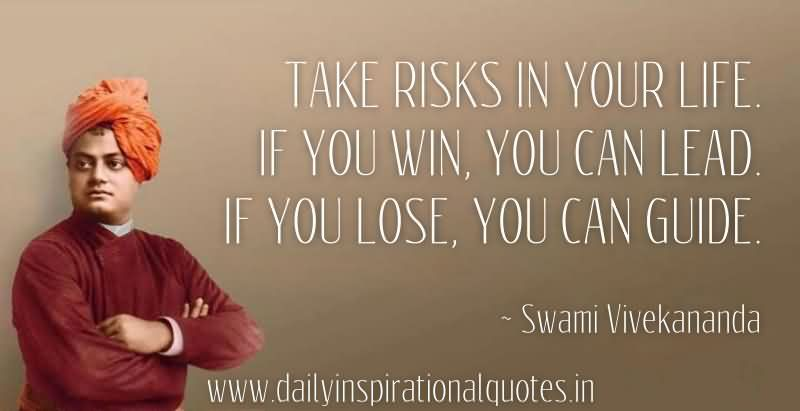 TAKE RISKS IN YOUR LIFE.
IF YOU WIN, YOU CAN LEAD.
IF YOU LOSE, YOU CAN GUIDE.
~ Swami Vivekananda
www.dailyinspirationalquotes.in